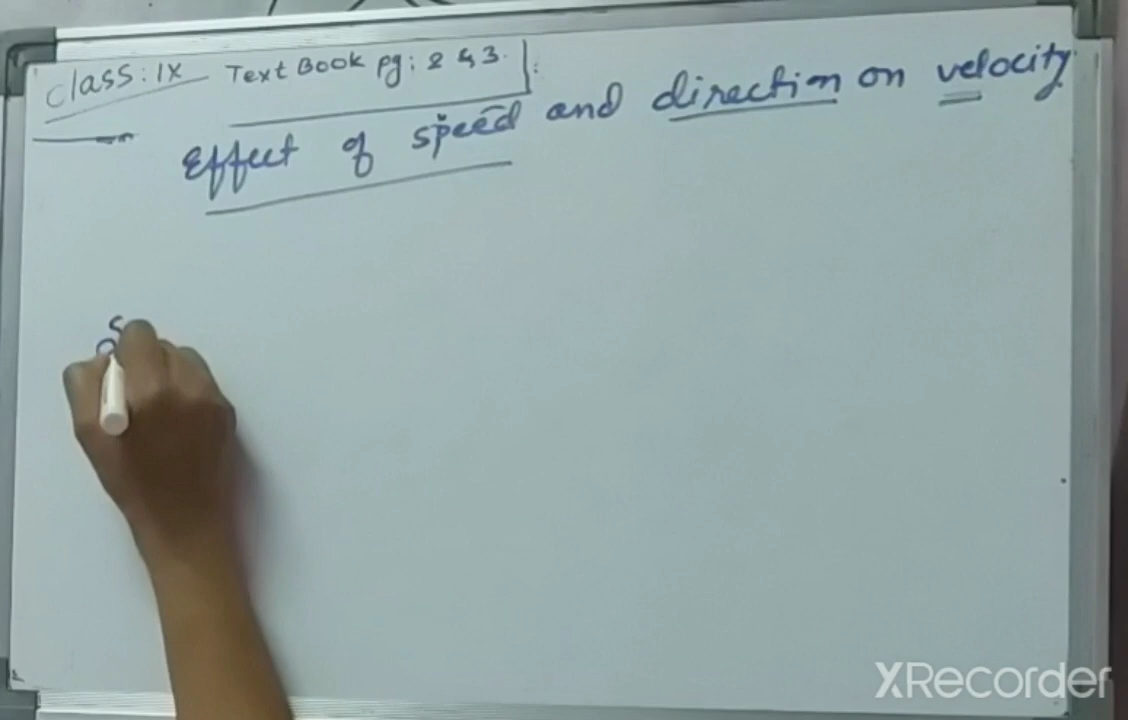 Class: IX Text Book pg: 2 & 3.
Effect of speed and direction on velocity
S
XRecorder